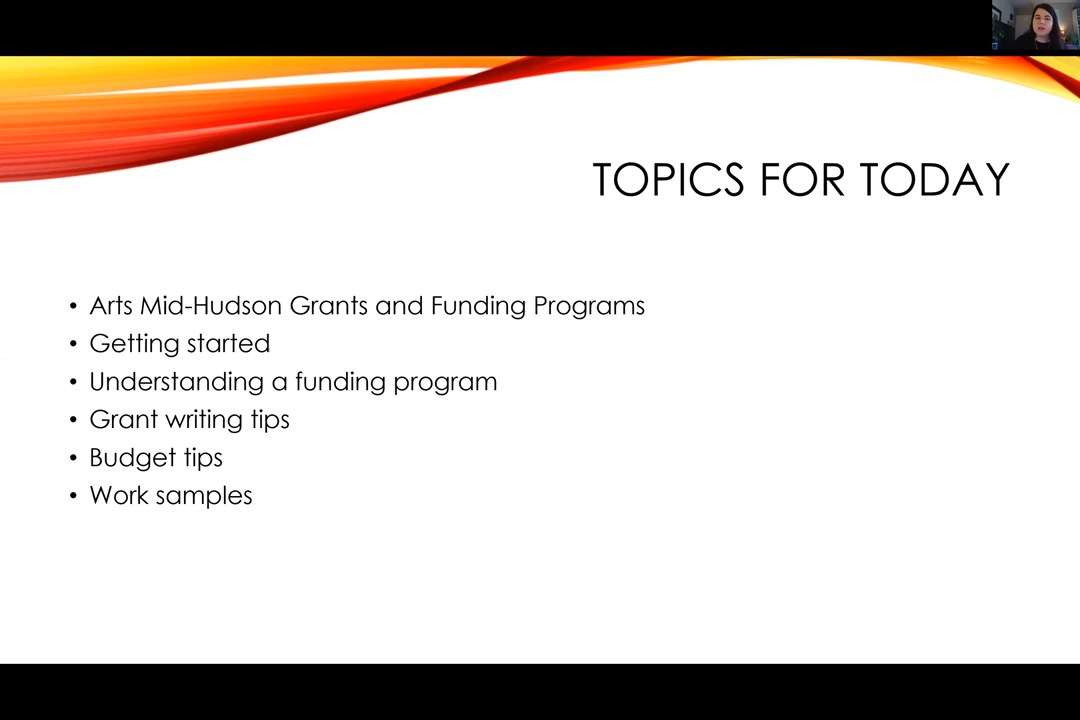 TOPICS FOR TODAY
• Arts Mid-Hudson Grants and Funding Programs
• Getting started
• Understanding a funding program
• Grant writing tips
• Budget tips
• Work samples